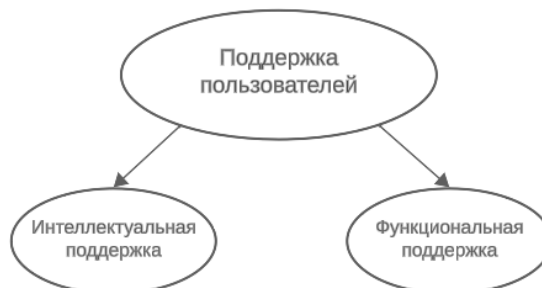 Поддержка
пользователей
Интеллектуальная
поддержка
Функциональная
поддержка